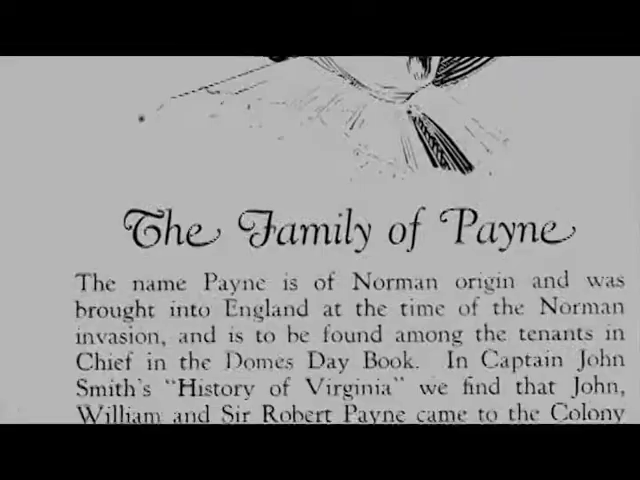 The Family of Payne
The name Payne is of Norman origin and was
brought into England at the time of the Norman
invasion, and is to be found among the tenants in
Chief in the Domes Day Book. In Captain John
Smith's "History of Virginia" we find that John,
William and Sir Robert Payne came to the Colony